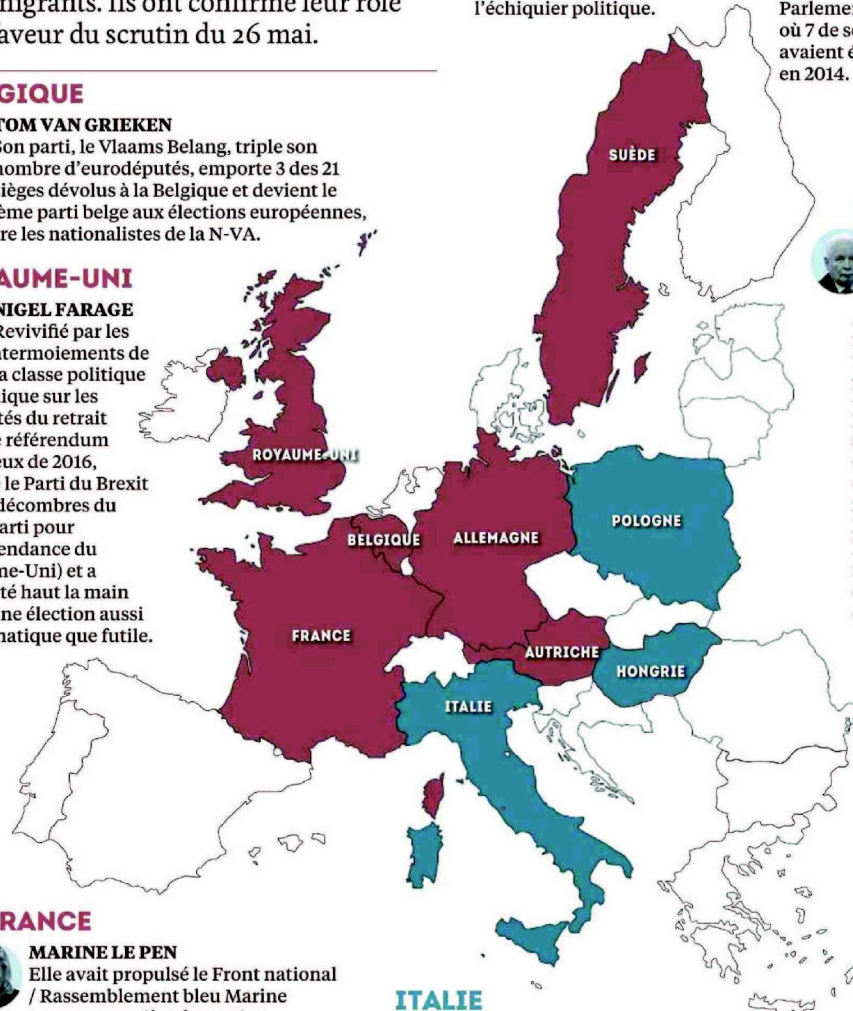 migrants. Ils ont confirmé leur rôle
aveur du scrutin du 26 mai.
l'échiquier politique.
Parlemen
où 7 de s
avaient é
en 2014.
GIQUE
TOM VAN GRIEKEN
Son parti, le Vlaams Belang, triple son
nombre d'eurodéputés, emporte 3 des 21
sièges dévolus à la Belgique et devient le
ème parti belge aux élections européennes,
re les nationalistes de la N-VA.
AUME-UNI
NIGEL FARAGE
Revivifié par les
atermoiements de
la classe politique
ique sur les
tés du retrait
e référendum
eux de 2016,
le Parti du Brexit
décombres du
arti pour
endance du
me-Uni) et a
té haut la main
ne élection aussi
matique que futile.
SUÈDE
ROYAUME-UNI
BELGIQUE
ALLEMAGNE
POLOGNE
FRANCE
AUTRICHE
HONGRIE
ITALIE
RANCE
MARINE LE PEN
Elle avait propulsé le Front national
/ Rassemblement bleu Marine
ITALIE